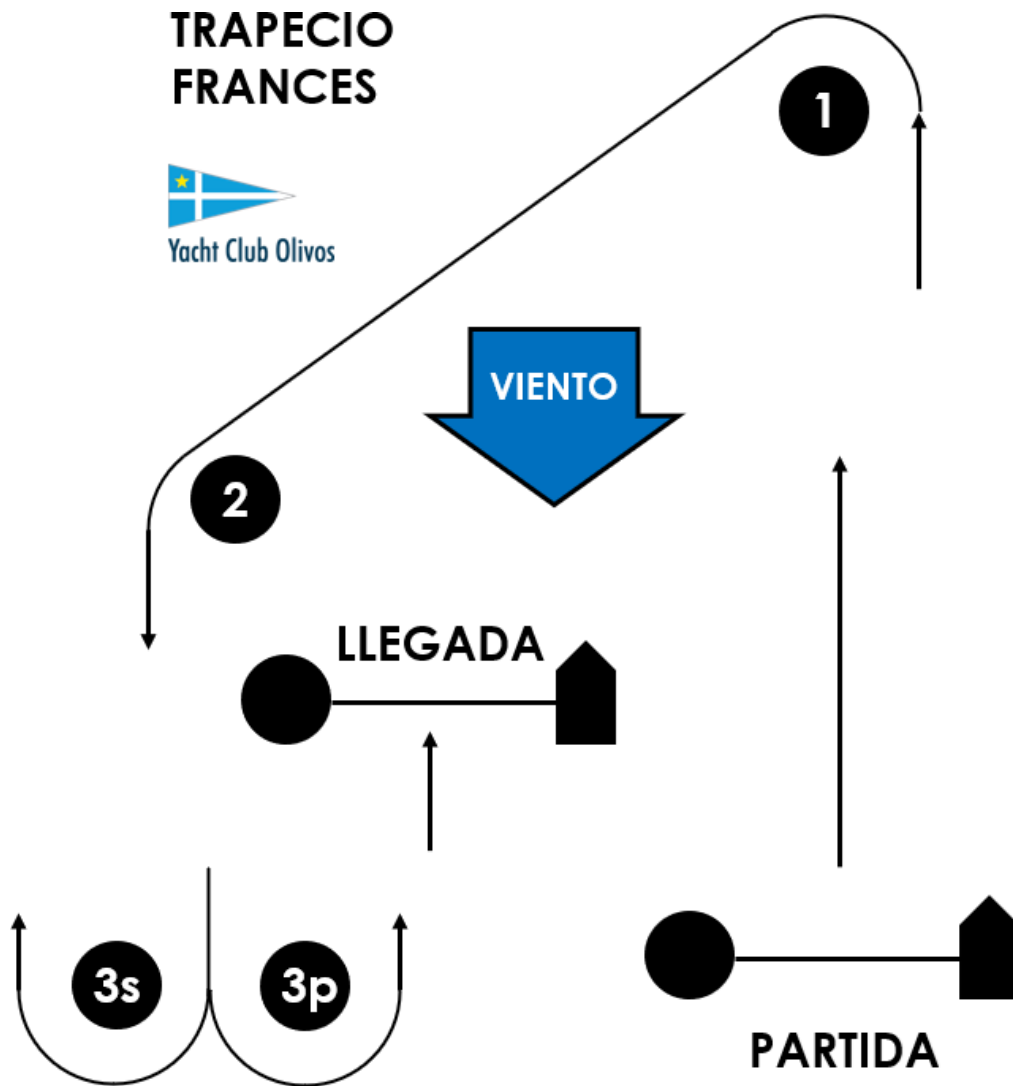 TRAPECIO
FRANCES
1
Yacht Club Olivos
VIENTO
2
LLEGADA
3s
3p
PARTIDA